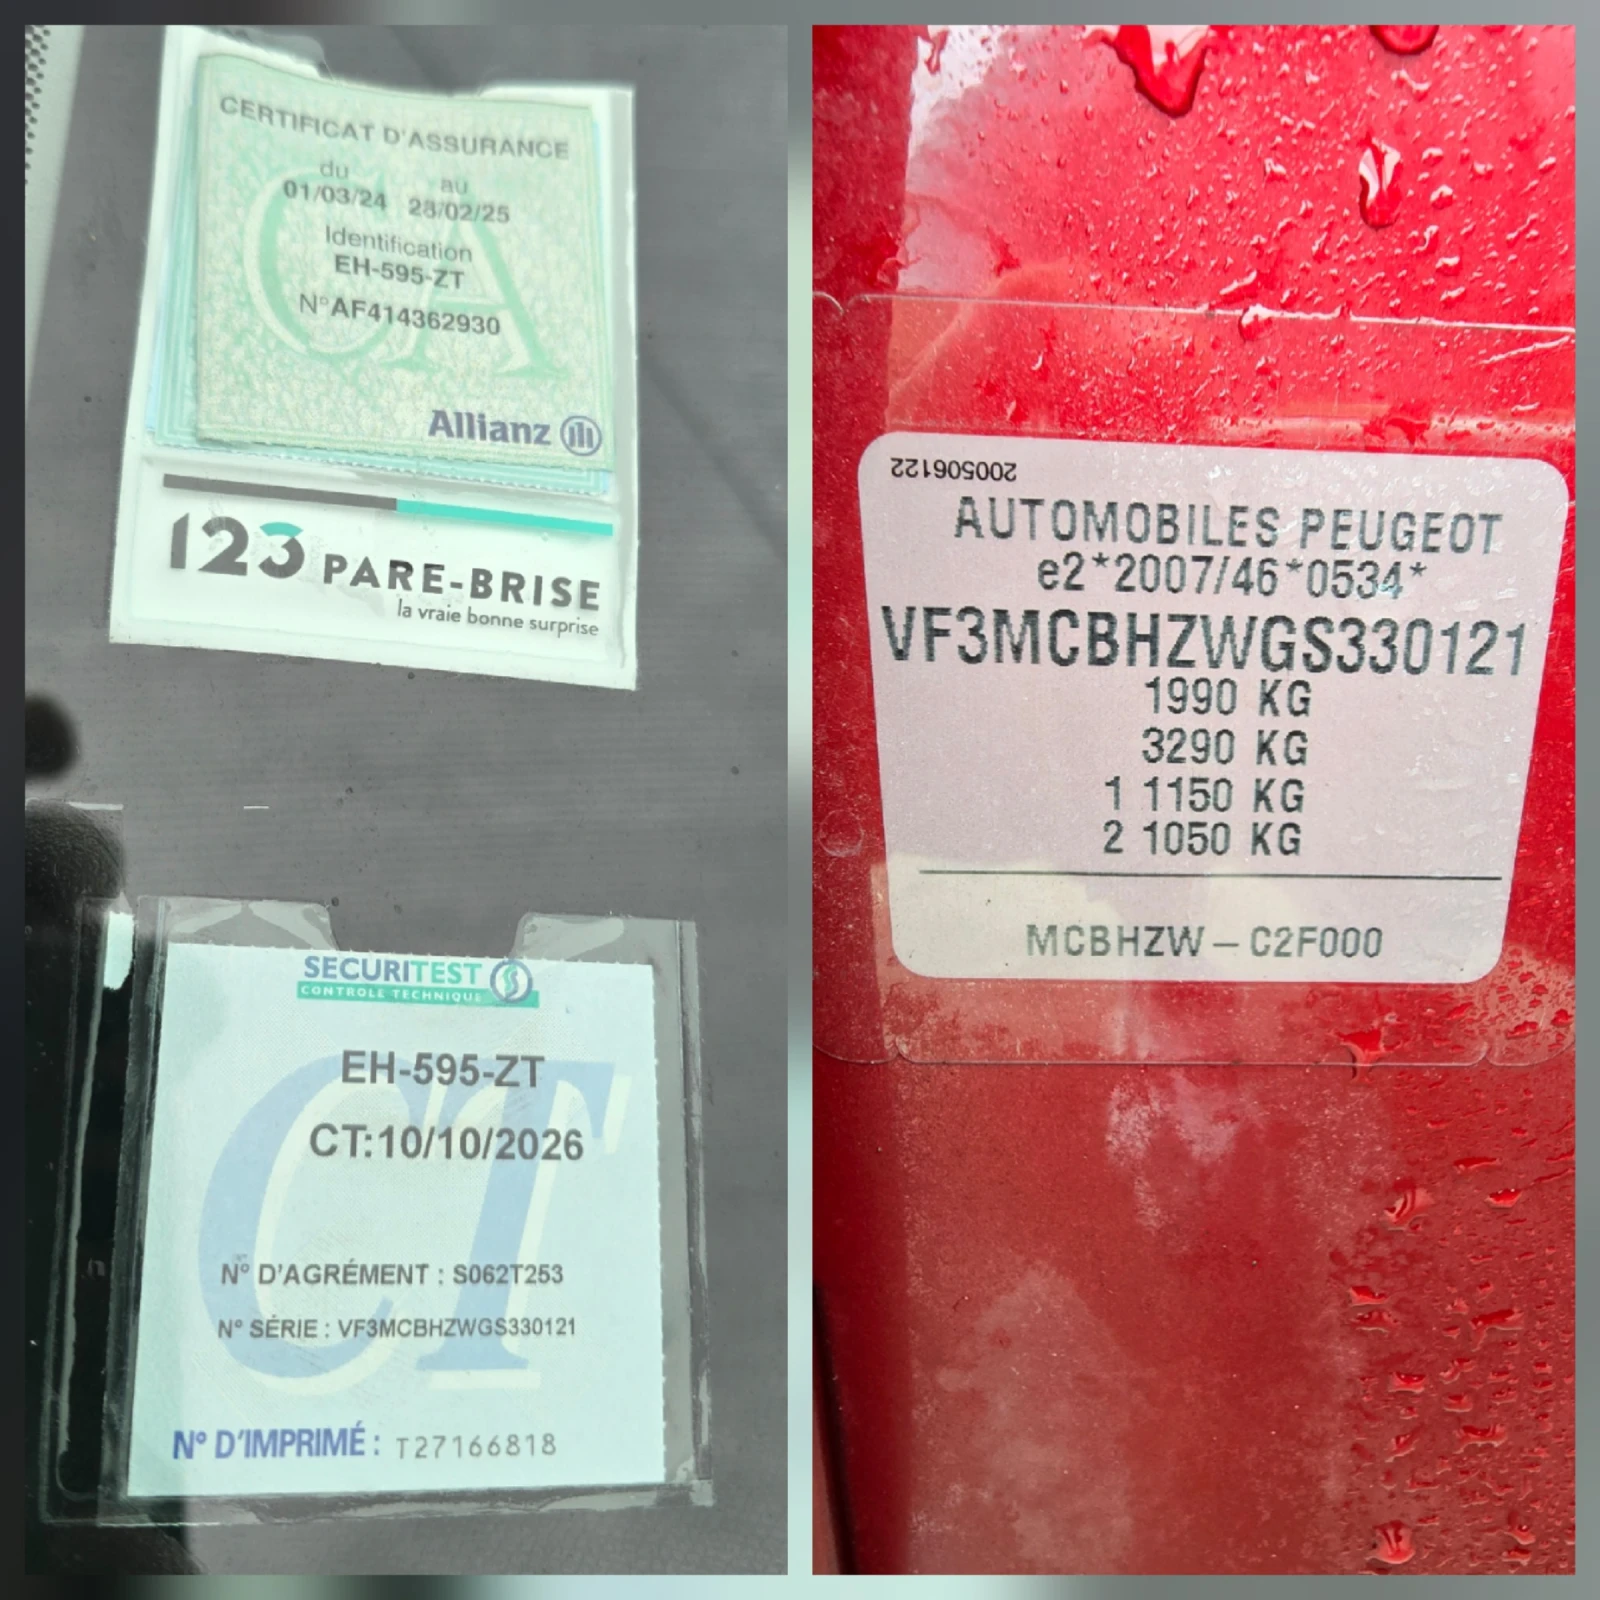 CERTIFICAT D'ASSURANCE
du au
01/03/24 28/02/25
Identification
EH-595-ZT
N°AF414362930
Allianz
123 PARE-BRISE
la vraie bonne surprise
SECURITEST
CONTROLE TECHNIQUE
EH-595-ZT
CT
CT:10/10/2026
N° D'AGRÉMENT : S062T253
N° SÉRIE : VF3MCBHZWGS330121
N° D'IMPRIMÉ : T27166818
200506122
AUTOMOBILES PEUGEOT
e2*2007/46*0534*
VF3MCBHZWGS330121
1990 KG
3290 KG
1 1150 KG
2 1050 KG
MCBHZW – C2F000